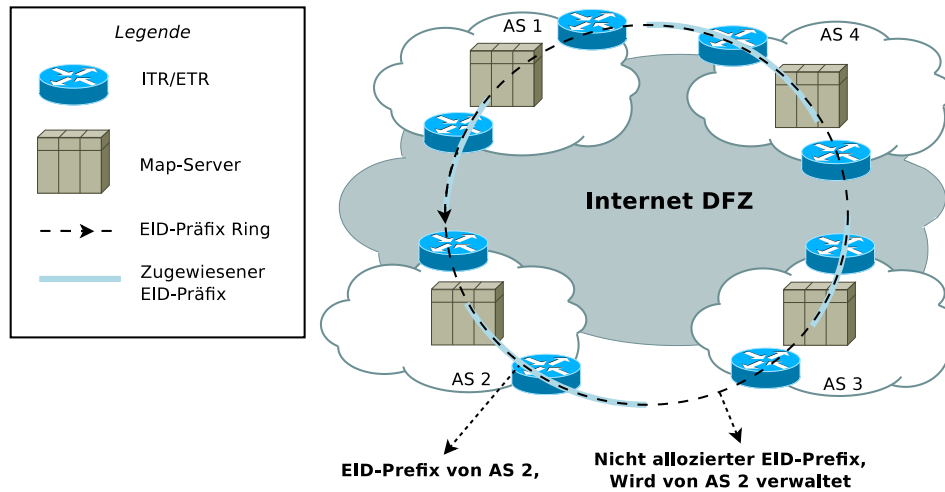 Legende
ITR/ETR
Map-Server
EID-Präfix Ring
Zugewiesener
EID-Präfix
AS 1
AS 4
Internet DFZ
AS 2
AS 3
EID-Prefix von AS 2,
Nicht allozierter EID-Prefix,
Wird von AS 2 verwaltet